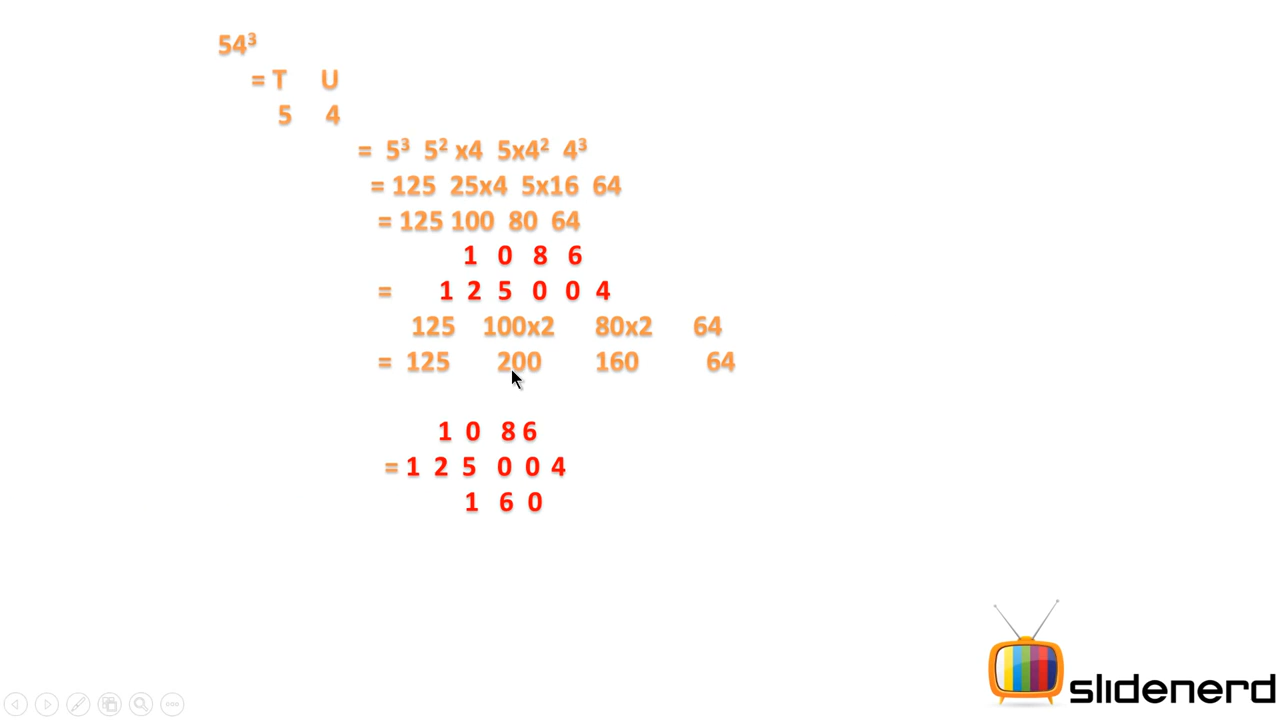 54³
= T U
5 4
= 5³ 5² x4 5x4² 4³
= 125 25x4 5x16 64
= 125 100 80 64
1 0 8 6
= 1 2 5 0 0 4
125 100x2 80x2 64
= 125 200 160 64
1 0 8 6
= 1 2 5 0 0 4
1 6 0
slidenerd